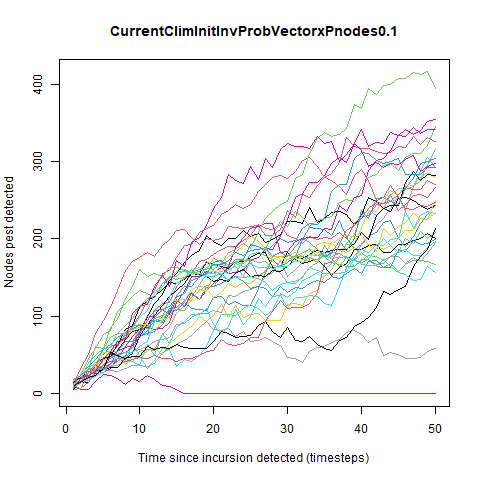 CurrentClimInitInvProbVectorxPnodes0.1
Nodes pest detected
400
300
200
100
0
0 10 20 30 40 50
Time since incursion detected (timesteps)